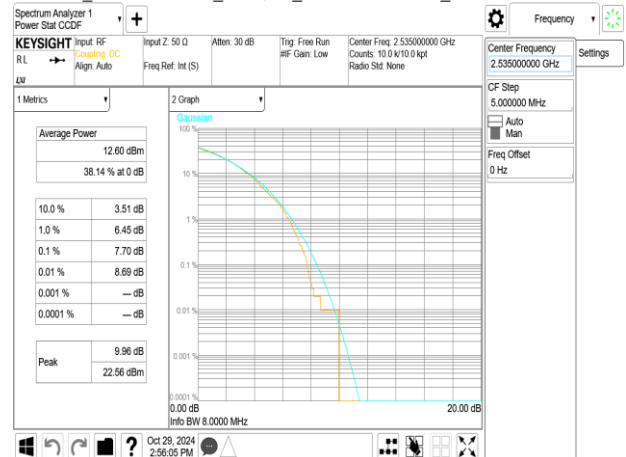 Spectrum Analyzer 1
Power Stat CCDF
Frequency
KEYSIGHT
RL
Input: RF
Coupling: DC
Align: Auto
Input Z: 50 Ω
Freq Ref: Int (S)
Atten: 30 dB
Trig: Free Run
#IF Gain: Low
Center Freq: 2.535000000 GHz
Counts: 10.0 k/10.0 kpt
Radio Std: None
Center Frequency
2.535000000 GHz
Settings
CF Step
5.000000 MHz
Auto
Man
Freq Offset
0 Hz
1 Metrics
Average Power
12.60 dBm
38.14 % at 0 dB
10.0 % 3.51 dB
1.0 % 6.45 dB
0.1 % 7.70 dB
0.01 % 8.69 dB
0.001 % --- dB
0.0001 % --- dB
Peak
9.96 dB
22.56 dBm
2 Graph
Gaussian
100 %
10 %
1 %
0.1 %
0.01 %
0.001 %
0.0001 %
0.00 dB 20.00 dB
Info BW 8.0000 MHz
?
Oct 29, 2024
2:56:05 PM